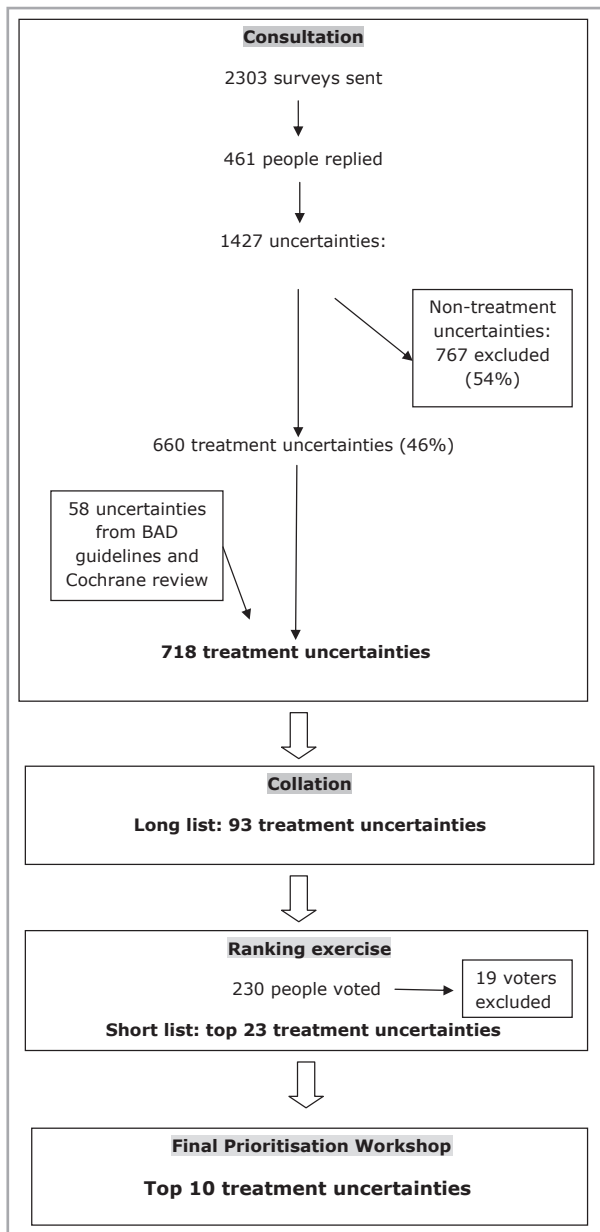 Consultation
2303 surveys sent
461 people replied
1427 uncertainties:
Non-treatment
uncertainties:
767 excluded
(54%)
660 treatment uncertainties (46%)
58 uncertainties
from BAD
guidelines and
Cochrane review
718 treatment uncertainties
Collation
Long list: 93 treatment uncertainties
Ranking exercise
230 people voted
19 voters
excluded
Short list: top 23 treatment uncertainties
Final Prioritisation Workshop
Top 10 treatment uncertainties